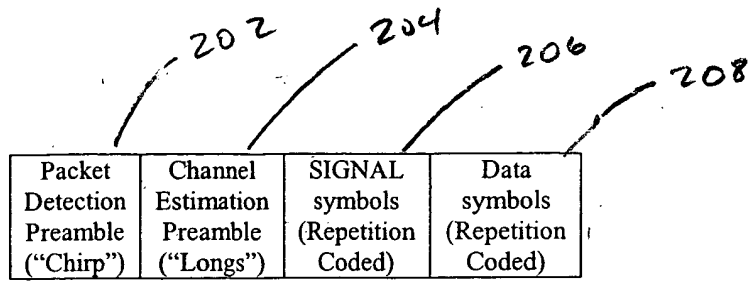 202
204
206
208
Packet Detection Preamble ("Chirp")
Channel Estimation Preamble ("Longs")
SIGNAL symbols (Repetition Coded)
Data symbols (Repetition Coded)